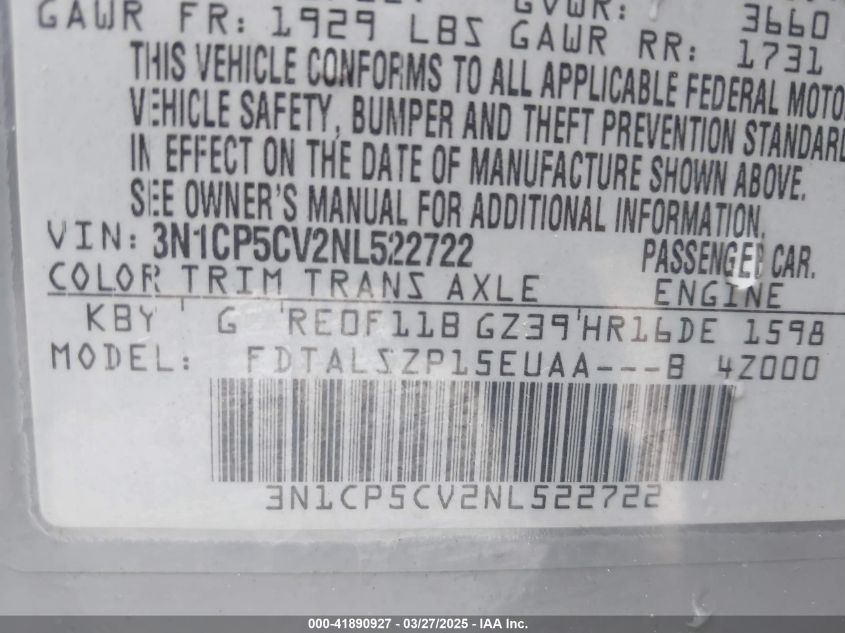 GVWR: 3660
GAWR FR: 1929 LBS GAWR RR: 1731
THIS VEHICLE CONFORMS TO ALL APPLICABLE FEDERAL MOTO
VEHICLE SAFETY, BUMPER AND THEFT PREVENTION STANDARD
IN EFFECT ON THE DATE OF MANUFACTURE SHOWN ABOVE.
SEE OWNER'S MANUAL FOR ADDITIONAL INFORMATION.
VIN: 3N1CP5CV2NL522722 PASSENGER CAR.
COLOR TRIM TRANS AXLE ENGINE
KBY ' G 'RE0F11B GZ39'HR16DE 1598
MODEL: FDTALSZP15EUAA---B 4Z000
3N1CP5CV2NL522722
000-41890927 - 03/27/2025 - IAA Inc.